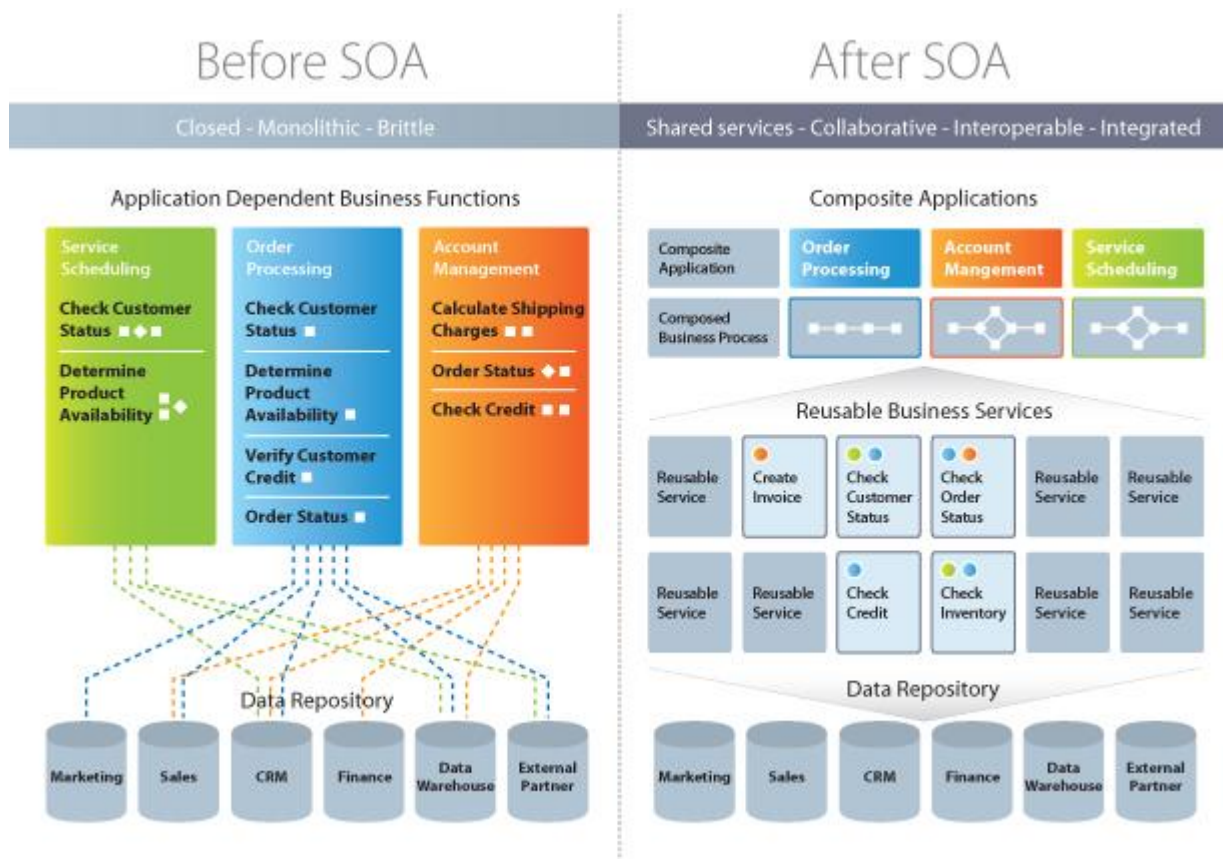 Before SOA
Closed - Monolithic - Brittle
Application Dependent Business Functions
Service
Scheduling
Check Customer
Status
Determine
Product
Availability
Order
Processing
Check Customer
Status
Determine
Product
Availability
Verify Customer
Credit
Order Status
Account
Management
Calculate Shipping
Charges
Order Status
Check Credit
Data Repository
Marketing
Sales
CRM
Finance
Data
Warehouse
External
Partner
After SOA
Shared services - Collaborative - Interoperable - Integrated
Composite Applications
Composite
Application
Order
Processing
Account
Mangement
Service
Scheduling
Composed
Business Process
Reusable Business Services
Reusable
Service
Create
Invoice
Check
Customer
Status
Check
Order
Status
Reusable
Service
Reusable
Service
Reusable
Service
Reusable
Service
Check
Credit
Check
Inventory
Reusable
Service
Reusable
Service
Data Repository
Marketing
Sales
CRM
Finance
Data
Warehouse
External
Partner